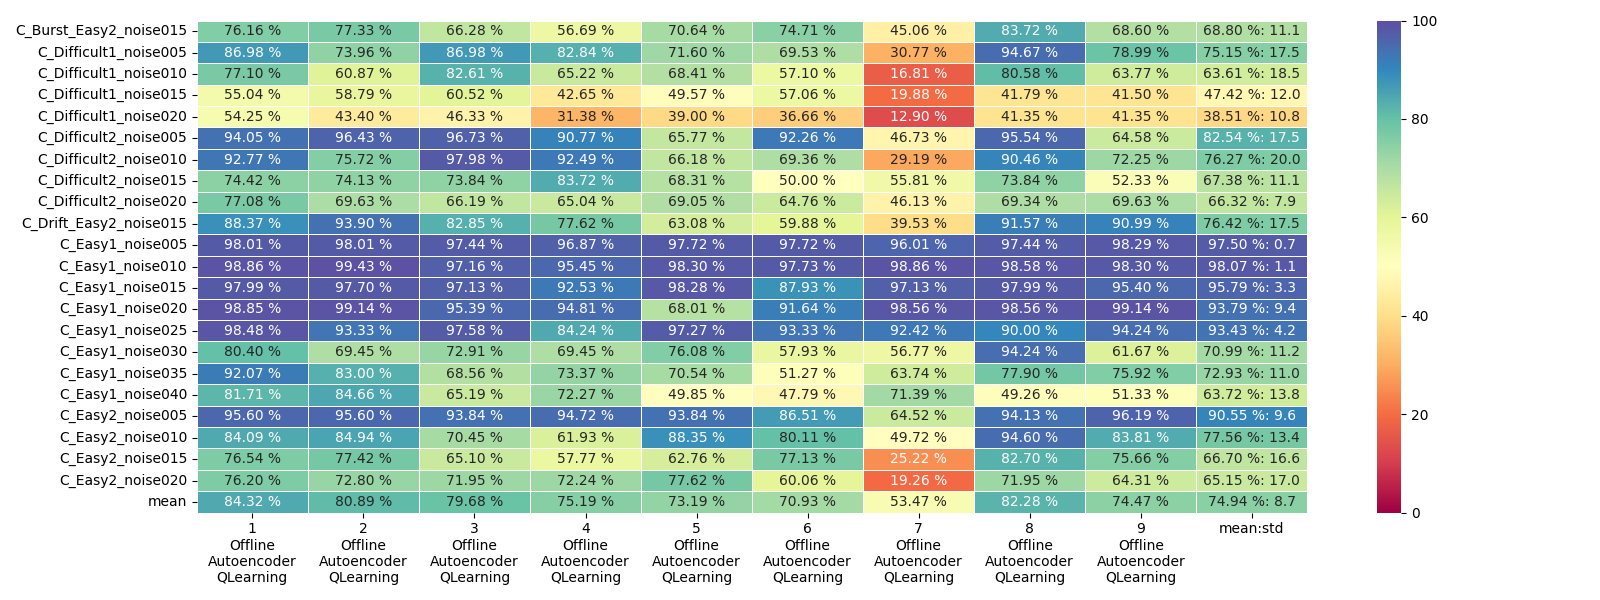 C_Burst_Easy2_noise015 76.16 % 77.33 % 66.28 % 56.69 % 70.64 % 74.71 % 45.06 % 83.72 % 68.60 % 68.80 %: 11.1 100
C_Difficult1_noise005 86.98 % 73.96 % 86.98 % 82.84 % 71.60 % 69.53 % 30.77 % 94.67 % 78.99 % 75.15 %: 17.5
C_Difficult1_noise010 77.10 % 60.87 % 82.61 % 65.22 % 68.41 % 57.10 % 16.81 % 80.58 % 63.77 % 63.61 %: 18.5
C_Difficult1_noise015 55.04 % 58.79 % 60.52 % 42.65 % 49.57 % 57.06 % 19.88 % 41.79 % 41.50 % 47.42 %: 12.0
C_Difficult1_noise020 54.25 % 43.40 % 46.33 % 31.38 % 39.00 % 36.66 % 12.90 % 41.35 % 41.35 % 38.51 %: 10.8 80
C_Difficult2_noise005 94.05 % 96.43 % 96.73 % 90.77 % 65.77 % 92.26 % 46.73 % 95.54 % 64.58 % 82.54 %: 17.5
C_Difficult2_noise010 92.77 % 75.72 % 97.98 % 92.49 % 66.18 % 69.36 % 29.19 % 90.46 % 72.25 % 76.27 %: 20.0
C_Difficult2_noise015 74.42 % 74.13 % 73.84 % 83.72 % 68.31 % 50.00 % 55.81 % 73.84 % 52.33 % 67.38 %: 11.1
C_Difficult2_noise020 77.08 % 69.63 % 66.19 % 65.04 % 69.05 % 64.76 % 46.13 % 69.34 % 69.63 % 66.32 %: 7.9
C_Drift_Easy2_noise015 88.37 % 93.90 % 82.85 % 77.62 % 63.08 % 59.88 % 39.53 % 91.57 % 90.99 % 76.42 %: 17.5 60
C_Easy1_noise005 98.01 % 98.01 % 97.44 % 96.87 % 97.72 % 97.72 % 96.01 % 97.44 % 98.29 % 97.50 %: 0.7
C_Easy1_noise010 98.86 % 99.43 % 97.16 % 95.45 % 98.30 % 97.73 % 98.86 % 98.58 % 98.30 % 98.07 %: 1.1
C_Easy1_noise015 97.99 % 97.70 % 97.13 % 92.53 % 98.28 % 87.93 % 97.13 % 97.99 % 95.40 % 95.79 %: 3.3
C_Easy1_noise020 98.85 % 99.14 % 95.39 % 94.81 % 68.01 % 91.64 % 98.56 % 98.56 % 99.14 % 93.79 %: 9.4 40
C_Easy1_noise025 98.48 % 93.33 % 97.58 % 84.24 % 97.27 % 93.33 % 92.42 % 90.00 % 94.24 % 93.43 %: 4.2
C_Easy1_noise030 80.40 % 69.45 % 72.91 % 69.45 % 76.08 % 57.93 % 56.77 % 94.24 % 61.67 % 70.99 %: 11.2
C_Easy1_noise035 92.07 % 83.00 % 68.56 % 73.37 % 70.54 % 51.27 % 63.74 % 77.90 % 75.92 % 72.93 %: 11.0
C_Easy1_noise040 81.71 % 84.66 % 65.19 % 72.27 % 49.85 % 47.79 % 71.39 % 49.26 % 51.33 % 63.72 %: 13.8
C_Easy2_noise005 95.60 % 95.60 % 93.84 % 94.72 % 93.84 % 86.51 % 64.52 % 94.13 % 96.19 % 90.55 %: 9.6 20
C_Easy2_noise010 84.09 % 84.94 % 70.45 % 61.93 % 88.35 % 80.11 % 49.72 % 94.60 % 83.81 % 77.56 %: 13.4
C_Easy2_noise015 76.54 % 77.42 % 65.10 % 57.77 % 62.76 % 77.13 % 25.22 % 82.70 % 75.66 % 66.70 %: 16.6
C_Easy2_noise020 76.20 % 72.80 % 71.95 % 72.24 % 77.62 % 60.06 % 19.26 % 71.95 % 64.31 % 65.15 %: 17.0
mean 84.32 % 80.89 % 79.68 % 75.19 % 73.19 % 70.93 % 53.47 % 82.28 % 74.47 % 74.94 %: 8.7 0
1 2 3 4 5 6 7 8 9 mean:std
Offline Offline Offline Offline Offline Offline Offline Offline Offline
Autoencoder Autoencoder Autoencoder Autoencoder Autoencoder Autoencoder Autoencoder Autoencoder Autoencoder
QLearning QLearning QLearning QLearning QLearning QLearning QLearning QLearning QLearning